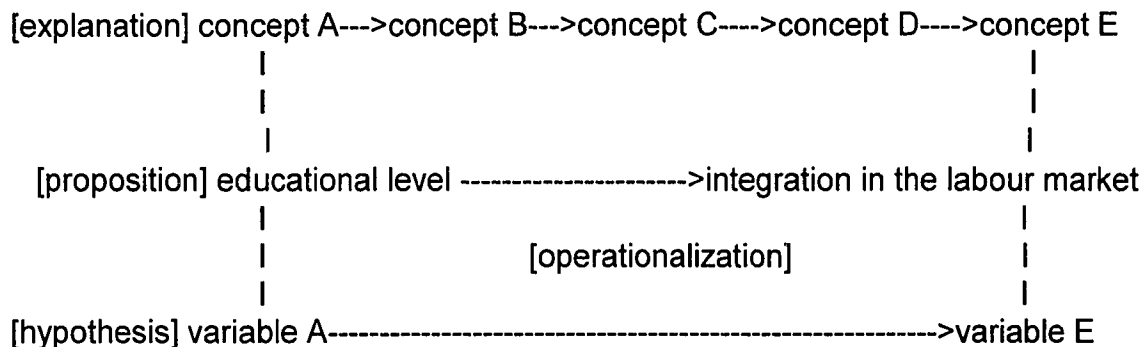 [explanation] concept A--->concept B--->concept C---->concept D---->concept E
[proposition] educational level ----------------------->integration in the labour market
[operationalization]
[hypothesis] variable A------------------------------------------------------------->variable E